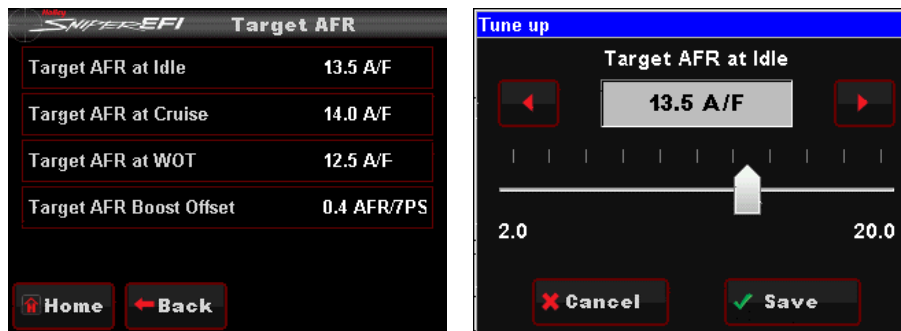 Holley
SNIPER EFI Target AFR
Target AFR at Idle 13.5 A/F
Target AFR at Cruise 14.0 A/F
Target AFR at WOT 12.5 A/F
Target AFR Boost Offset 0.4 AFR/7PS
Home Back
Tune up
Target AFR at Idle
13.5 A/F
2.0 20.0
Cancel Save